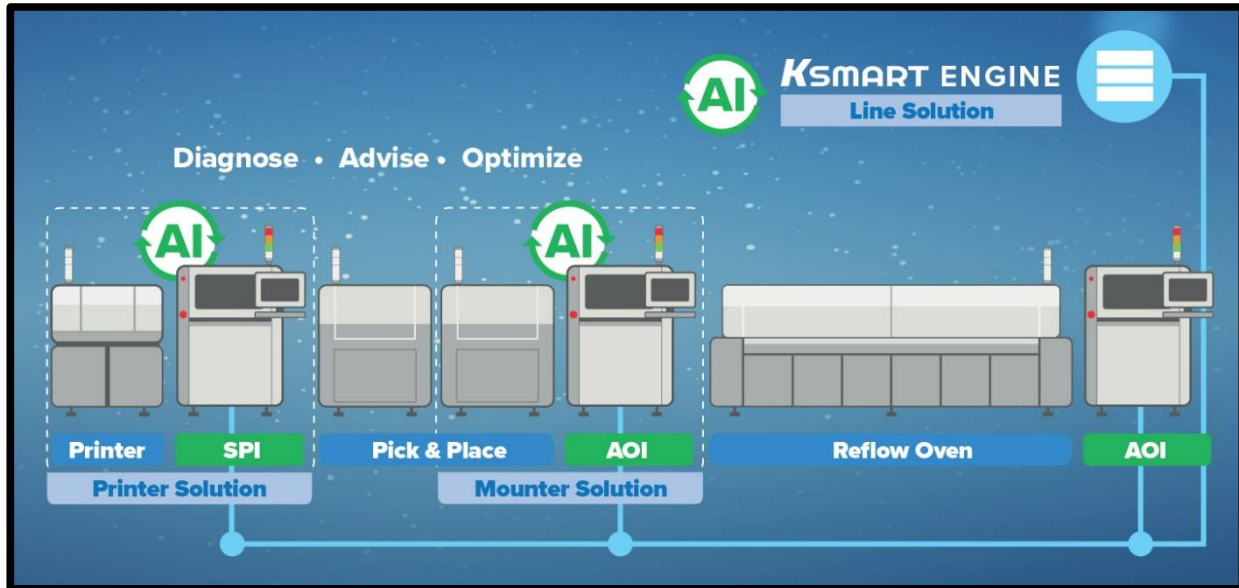 AI
KSMART ENGINE
Line Solution
Diagnose • Advise • Optimize
AI
AI
Printer
SPI
Pick & Place
AOI
Reflow Oven
AOI
Printer Solution
Mounter Solution